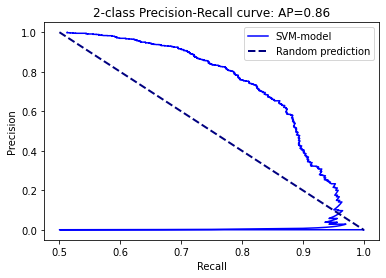 2-class Precision-Recall curve: AP=0.86
SVM-model
Random prediction
Precision
1.0
0.8
0.6
0.4
0.2
0.0
0.5
0.6
0.7
0.8
0.9
1.0
Recall